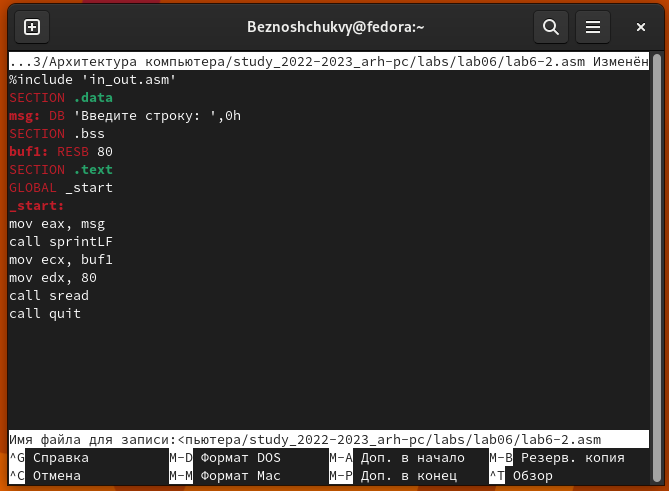 Beznoshchukvy@fedora:~
...3/Архитектура компьютера/study_2022-2023_arh-pc/labs/lab06/lab6-2.asm Изменён
%include 'in_out.asm'
SECTION .data
msg: DB 'Введите строку: ',0h
SECTION .bss
buf1: RESB 80
SECTION .text
GLOBAL _start
_start:
mov eax, msg
call sprintLF
mov ecx, buf1
mov edx, 80
call sread
call quit
Имя файла для записи:<пьютера/study_2022-2023_arh-pc/labs/lab06/lab6-2.asm
^G Справка M-D Формат DOS M-A Доп. в начало M-B Резерв. копия
^C Отмена M-M Формат Mac M-P Доп. в конец ^T Обзор